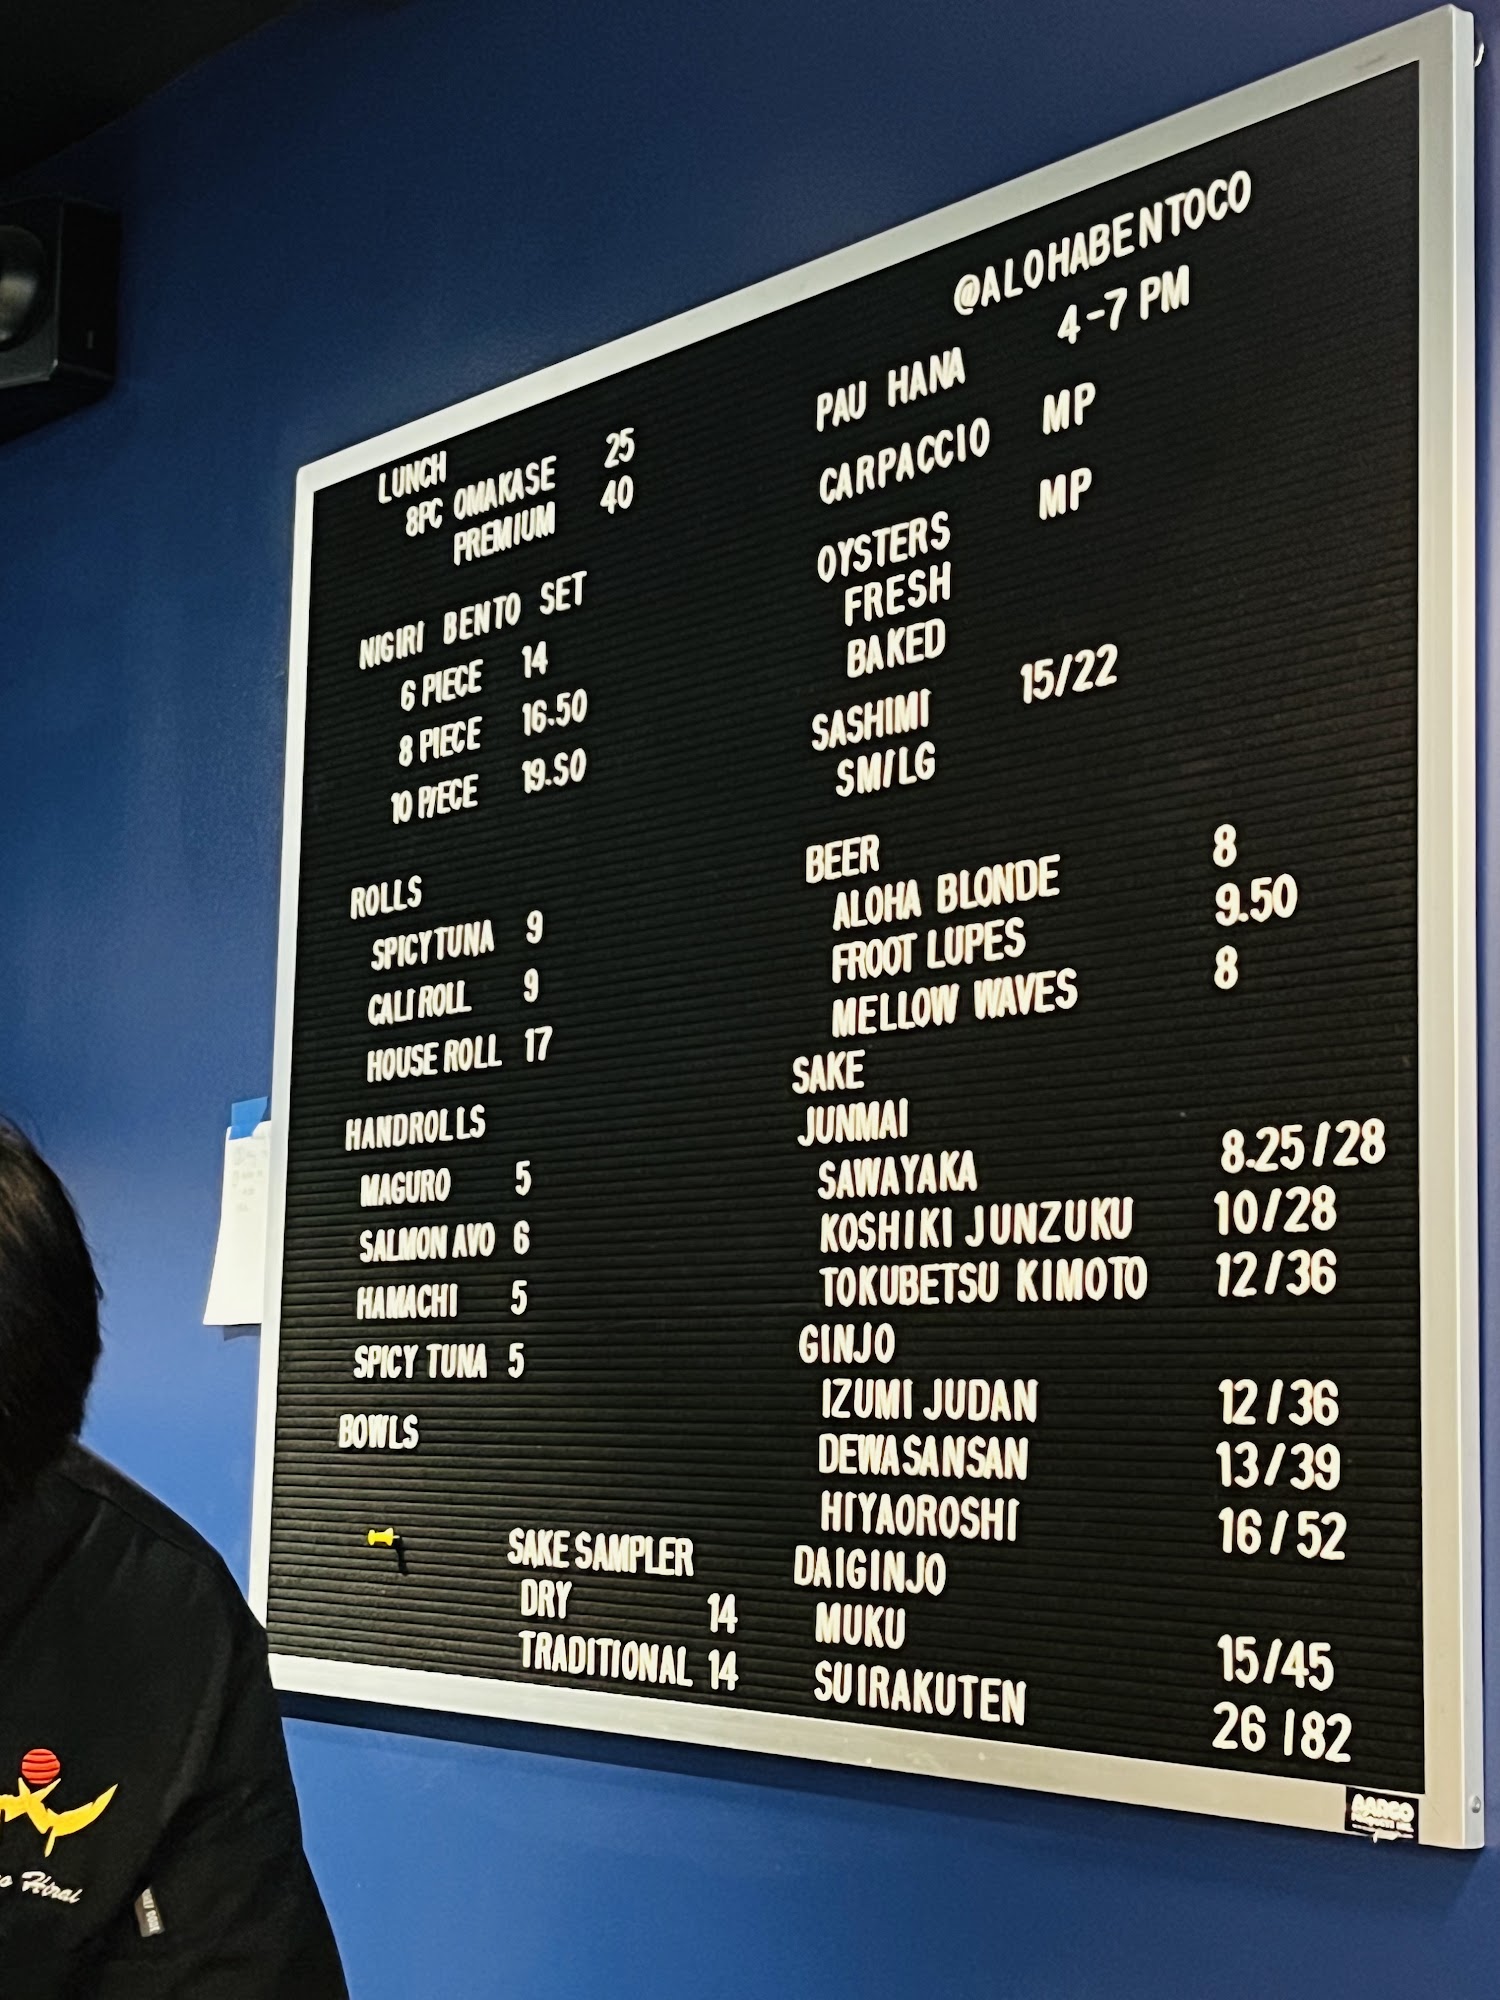 @ALOHABENTOCO
LUNCH
8PC OMAKASE 25
PREMIUM 40
NIGIRI BENTO SET
6 PIECE 14
8 PIECE 16.50
10 PIECE 19.50
ROLLS
SPICY TUNA 9
CALI ROLL 9
HOUSE ROLL 17
HANDROLLS
MAGURO 5
SALMON AVO 6
HAMACHI 5
SPICY TUNA 5
BOWLS
SAKE SAMPLER
DRY 14
TRADITIONAL 14
PAU HANA 4-7 PM
CARPACCIO MP
OYSTERS MP
FRESH
BAKED
SASHIMI 15/22
SM/LG
BEER
ALOHA BLONDE 8
FROOT LUPES 9.50
MELLOW WAVES 8
SAKE
JUNMAI
SAWAYAKA 8.25/28
KOSHIKI JUNZUKU 10/28
TOKUBETSU KIMOTO 12/36
GINJO
IZUMI JUDAN 12/36
DEWASANSAN 13/39
HIYAOROSHI 16/52
DAIGINJO
MUKU 15/45
SUIRAKUTEN 26/82
AARCO
Hirai